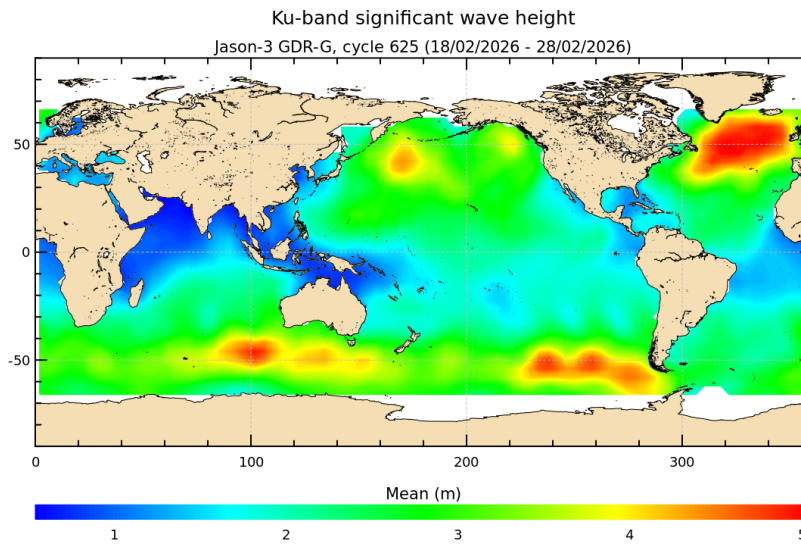 Ku-band significant wave height
Jason-3 GDR-G, cycle 625 (18/02/2026 - 28/02/2026)
50
0
-50
0 100 200 300
Mean (m)
1 2 3 4 5